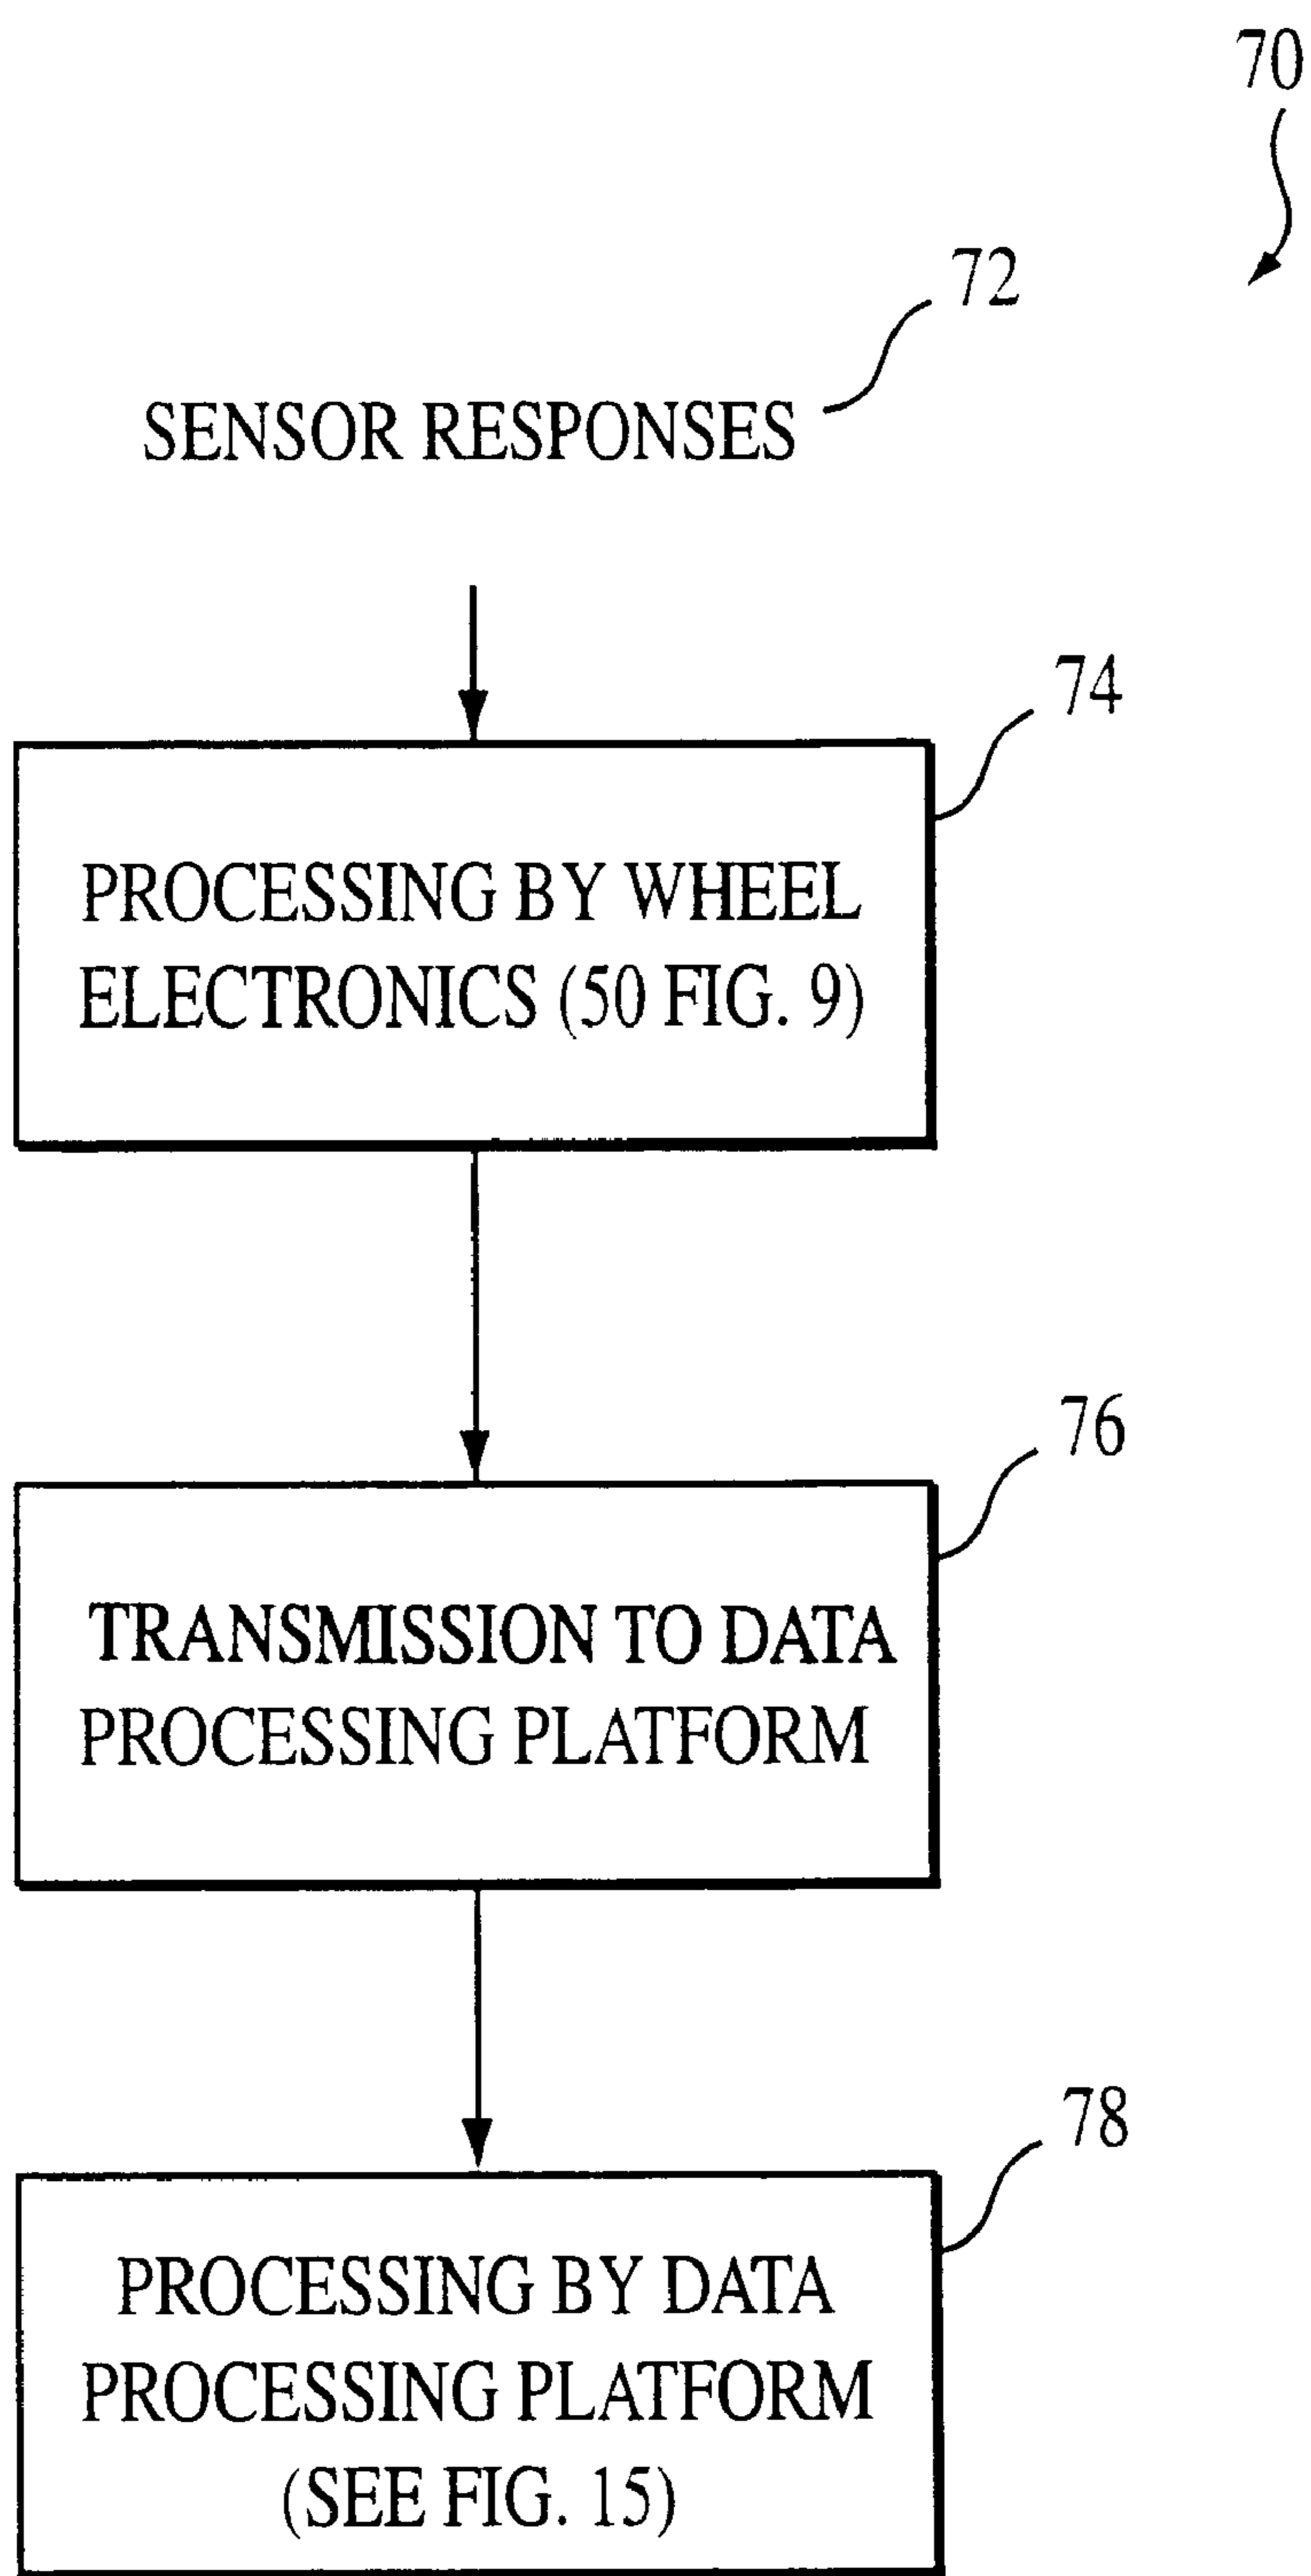 70
72
SENSOR RESPONSES
74
PROCESSING BY WHEEL
ELECTRONICS (50 FIG. 9)
76
TRANSMISSION TO DATA
PROCESSING PLATFORM
78
PROCESSING BY DATA
PROCESSING PLATFORM
(SEE FIG. 15)